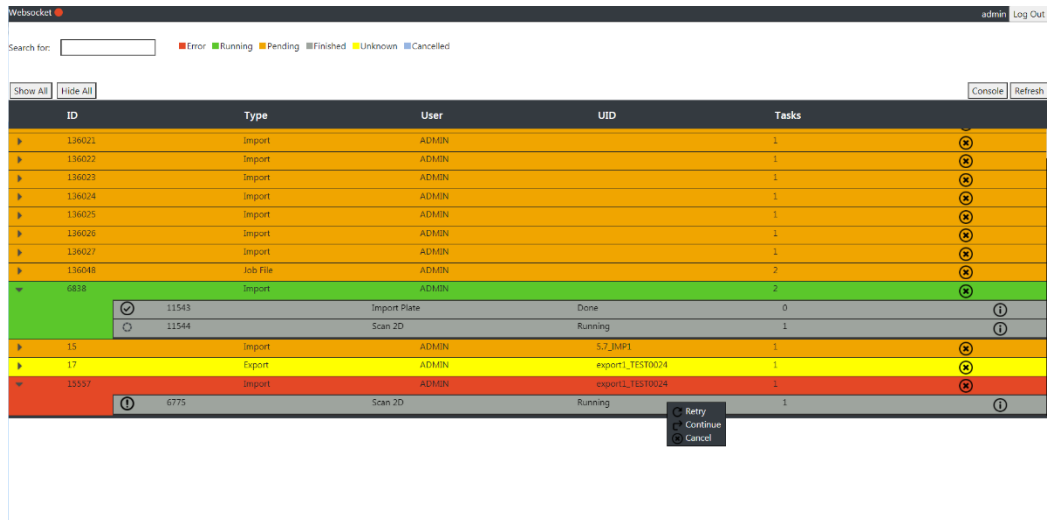 Websocket admin Log Out
Search for: Error Running Pending Finished Unknown Cancelled
Show All Hide All Console Refresh
ID Type User UID Tasks
136021 Import ADMIN 1
136022 Import ADMIN 1
136023 Import ADMIN 1
136024 Import ADMIN 1
136025 Import ADMIN 1
136026 Import ADMIN 1
136027 Import ADMIN 1
136048 Job File ADMIN 2
6838 Import ADMIN 2
11543 Import Plate Done 0
11544 Scan 2D Running 1
15 Import ADMIN 5.7_IMP1 1
17 Export ADMIN export1_TEST0024 1
15557 Import ADMIN export1_TEST0024 1
6775 Scan 2D Running 1
Retry
Continue
Cancel